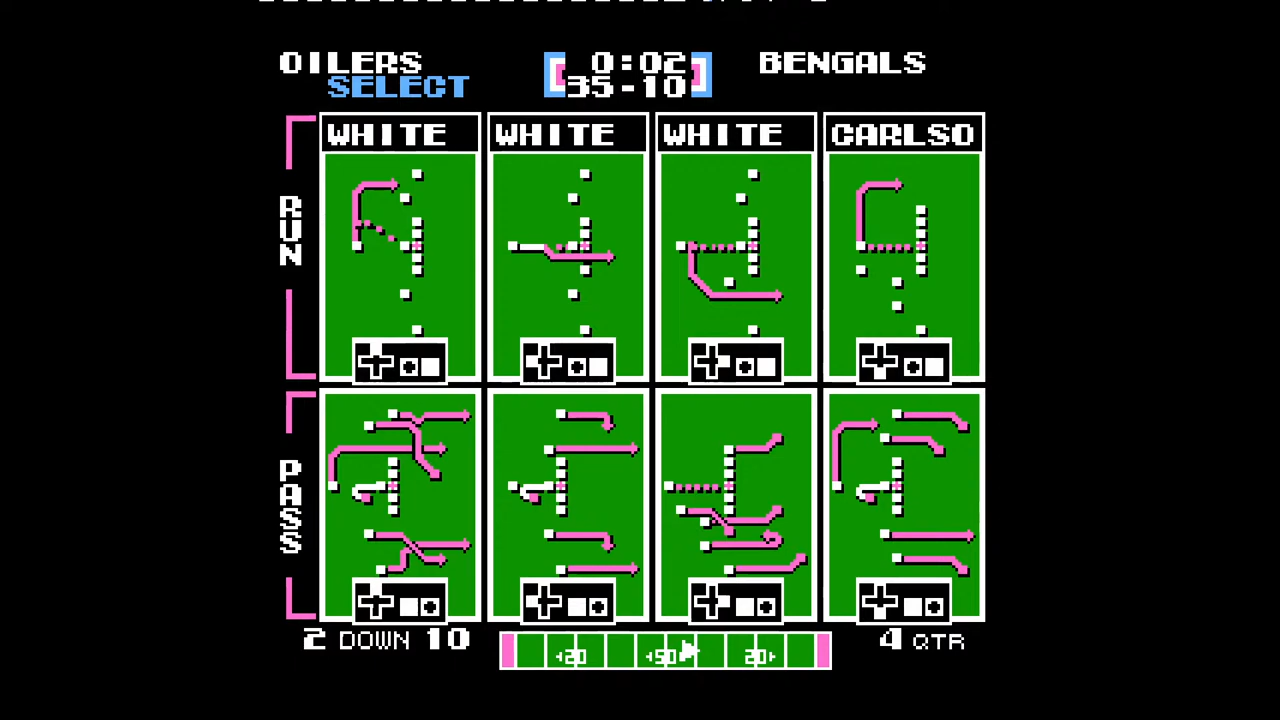 OILERS 0:02 BENGALS
SELECT 35-10
WHITE WHITE WHITE CARLSO
RUN
PASS
2 DOWN 10 4 QTR
20 50 20